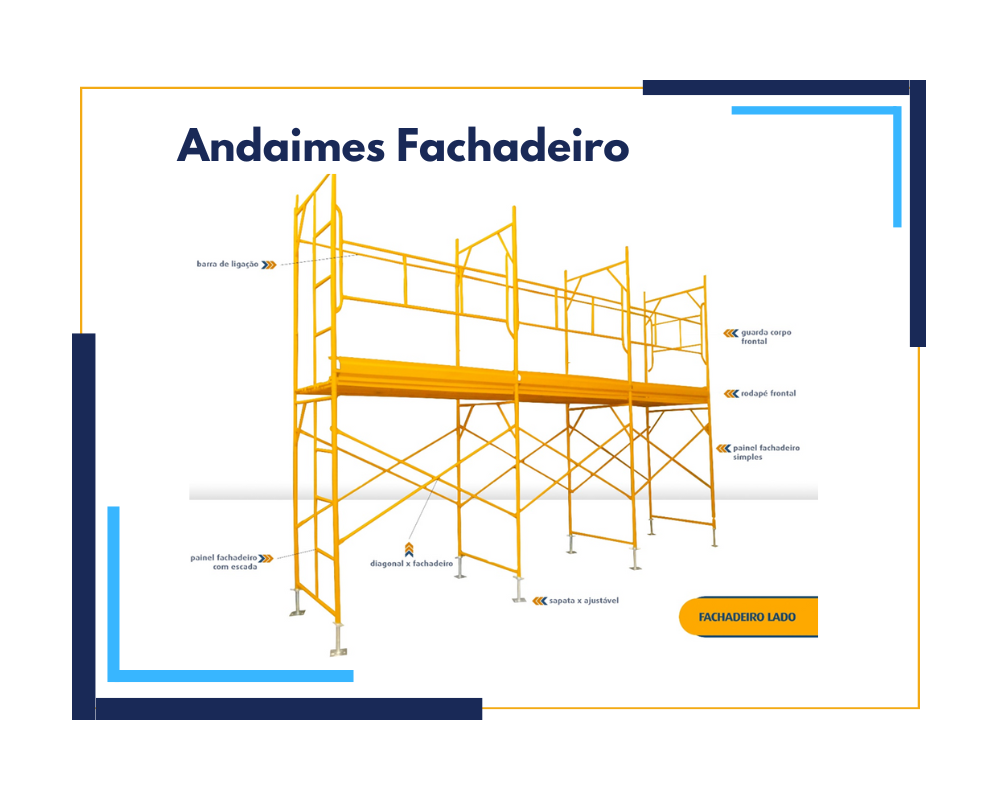 Andaimes Fachadeiro
barra de ligação
guarda corpo
frontal
rodapé frontal
painel fachadeiro
simples
painel fachadeiro
com escada
diagonal x fachadeiro
sapata x ajustável
FACHADEIRO LADO